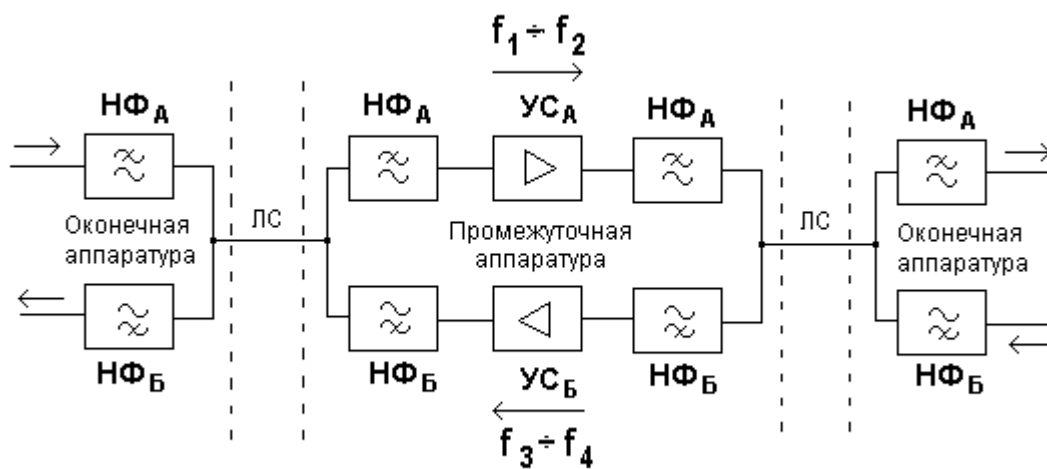 f1 ÷ f2
НФА
НФА
УСА
НФА
НФА
Оконечная
аппаратура
ЛС
Промежуточная
аппаратура
ЛС
Оконечная
аппаратура
НФБ
НФБ
УСБ
НФБ
НФБ
f3 ÷ f4